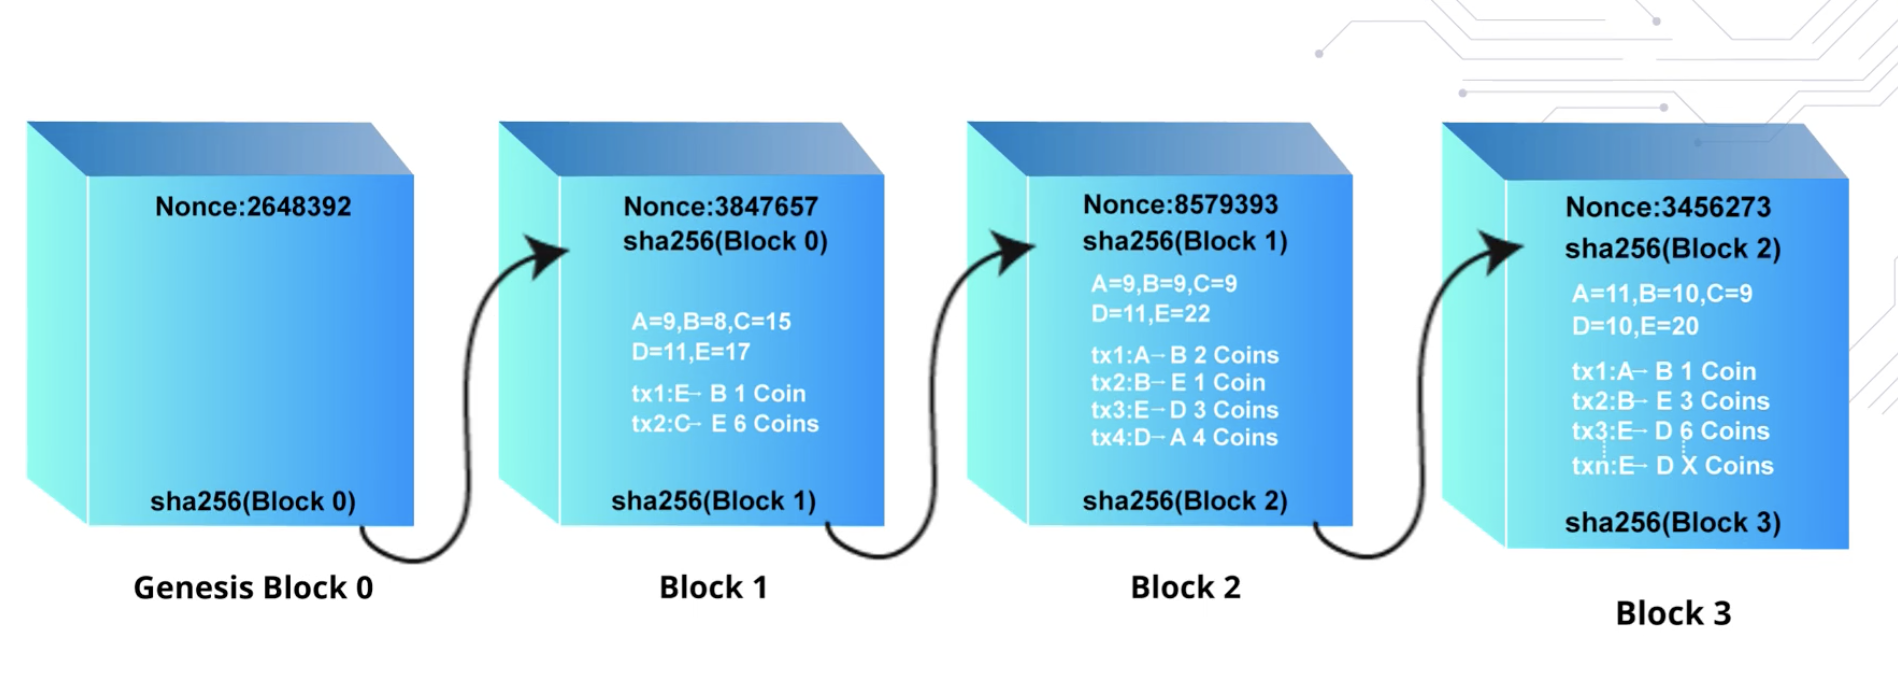 Nonce:2648392
sha256(Block 0)
Genesis Block 0
Nonce:3847657
sha256(Block 0)
A=9,B=8,C=15
D=11,E=17
tx1:E→ B 1 Coin
tx2:C→ E 6 Coins
sha256(Block 1)
Block 1
Nonce:8579393
sha256(Block 1)
A=9,B=9,C=9
D=11,E=22
tx1:A→ B 2 Coins
tx2:B→ E 1 Coin
tx3:E→ D 3 Coins
tx4:D→ A 4 Coins
sha256(Block 2)
Block 2
Nonce:3456273
sha256(Block 2)
A=11,B=10,C=9
D=10,E=20
tx1:A→ B 1 Coin
tx2:B→ E 3 Coins
tx3:E→ D 6 Coins
txn:E→ D X Coins
sha256(Block 3)
Block 3